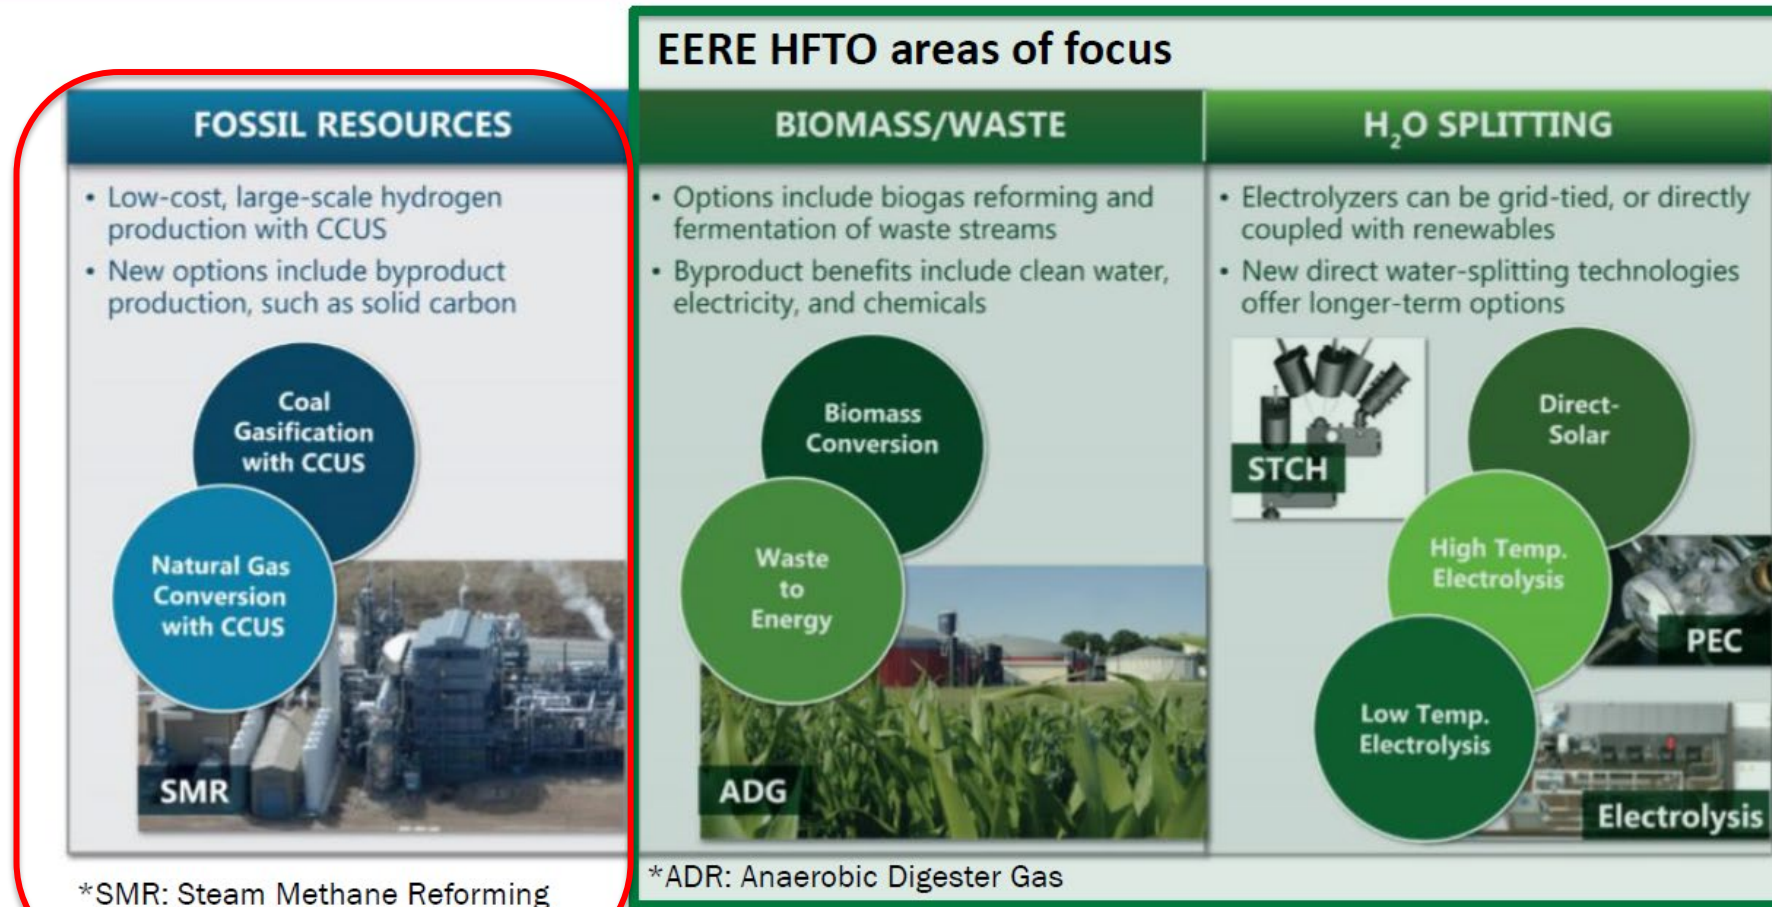 EERE HFTO areas of focus
FOSSIL RESOURCES
• Low-cost, large-scale hydrogen
production with CCUS
• New options include byproduct
production, such as solid carbon
Coal
Gasification
with CCUS
Natural Gas
Conversion
with CCUS
SMR
*SMR: Steam Methane Reforming
BIOMASS/WASTE
• Options include biogas reforming and
fermentation of waste streams
• Byproduct benefits include clean water,
electricity, and chemicals
Biomass
Conversion
Waste
to
Energy
ADG
*ADR: Anaerobic Digester Gas
H₂O SPLITTING
• Electrolyzers can be grid-tied, or directly
coupled with renewables
• New direct water-splitting technologies
offer longer-term options
STCH
Direct-
Solar
High Temp.
Electrolysis
PEC
Low Temp.
Electrolysis
Electrolysis